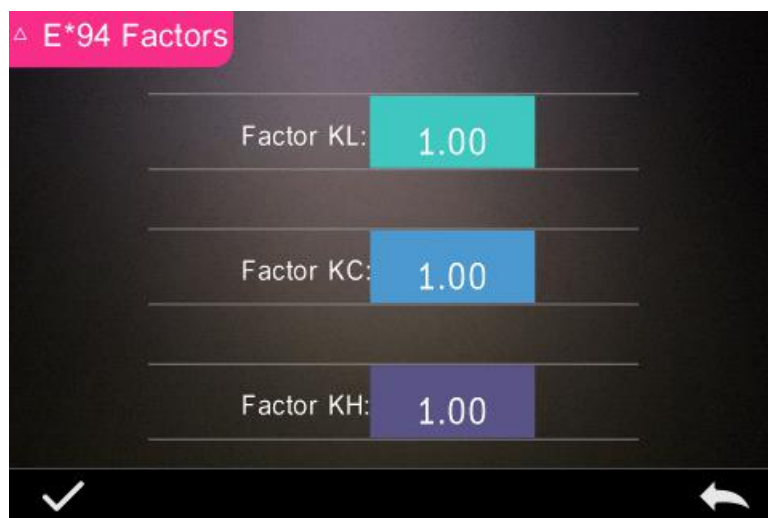 △ E*94 Factors
Factor KL: 1.00
Factor KC: 1.00
Factor KH: 1.00